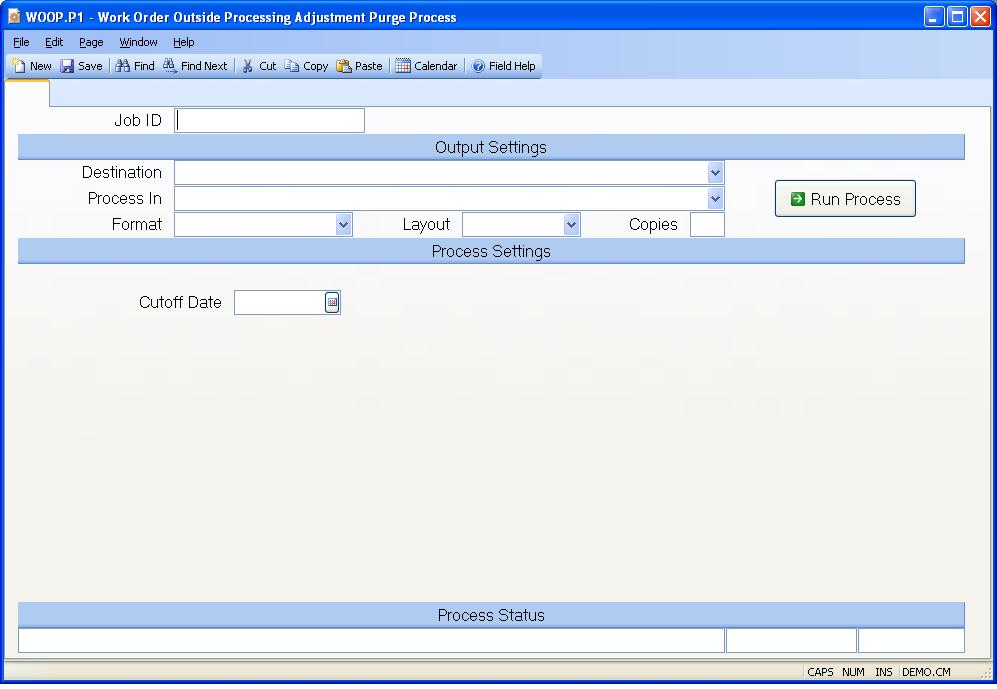 WOOP.P1 - Work Order Outside Processing Adjustment Purge Process
File Edit Page Window Help
New Save Find Find Next Cut Copy Paste Calendar Field Help
Job ID
Output Settings
Destination
Process In
Run Process
Format Layout Copies
Process Settings
Cutoff Date
Process Status
CAPS NUM INS DEMO.CM